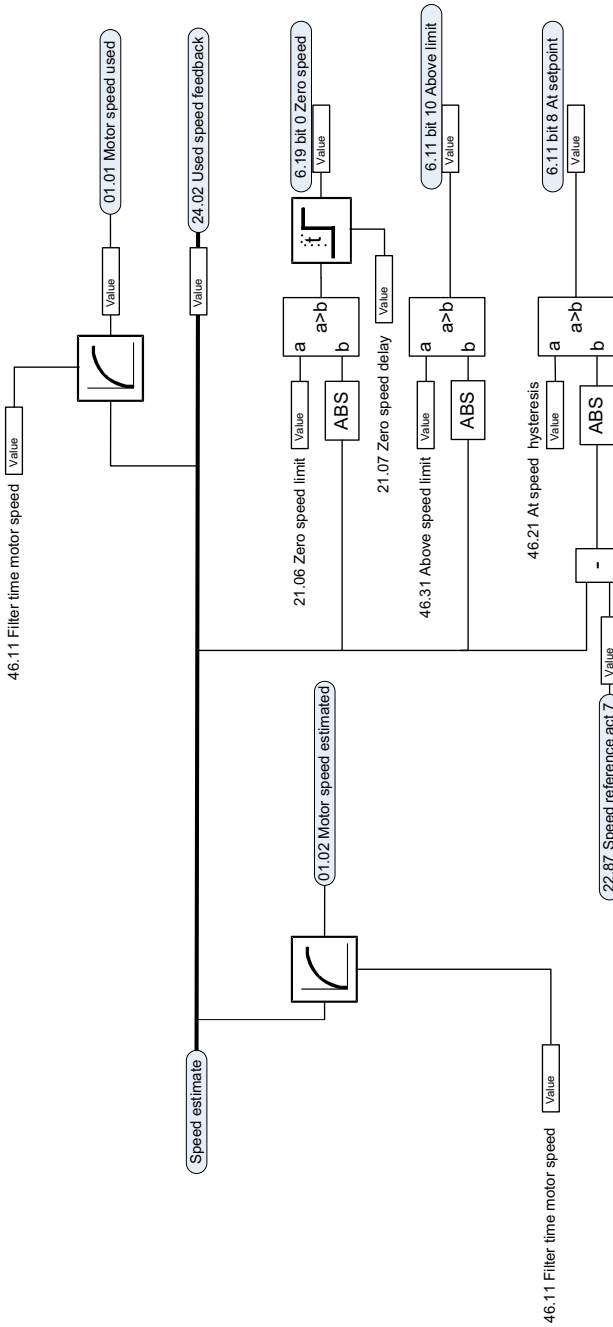 46.11 Filter time motor speed
Value
Value
01.01 Motor speed used
Speed estimate
Value
24.02 Used speed feedback
01.02 Motor speed estimated
46.11 Filter time motor speed
Value
21.06 Zero speed limit
Value
a
a>b
b
ABS
t
Value
6.19 bit 0 Zero speed
21.07 Zero speed delay
Value
46.31 Above speed limit
Value
a
a>b
b
ABS
Value
6.11 bit 10 Above limit
46.21 At speed hysteresis
Value
a
a>b
b
ABS
-
Value
6.11 bit 8 At setpoint
22.87 Speed reference act 7
Value